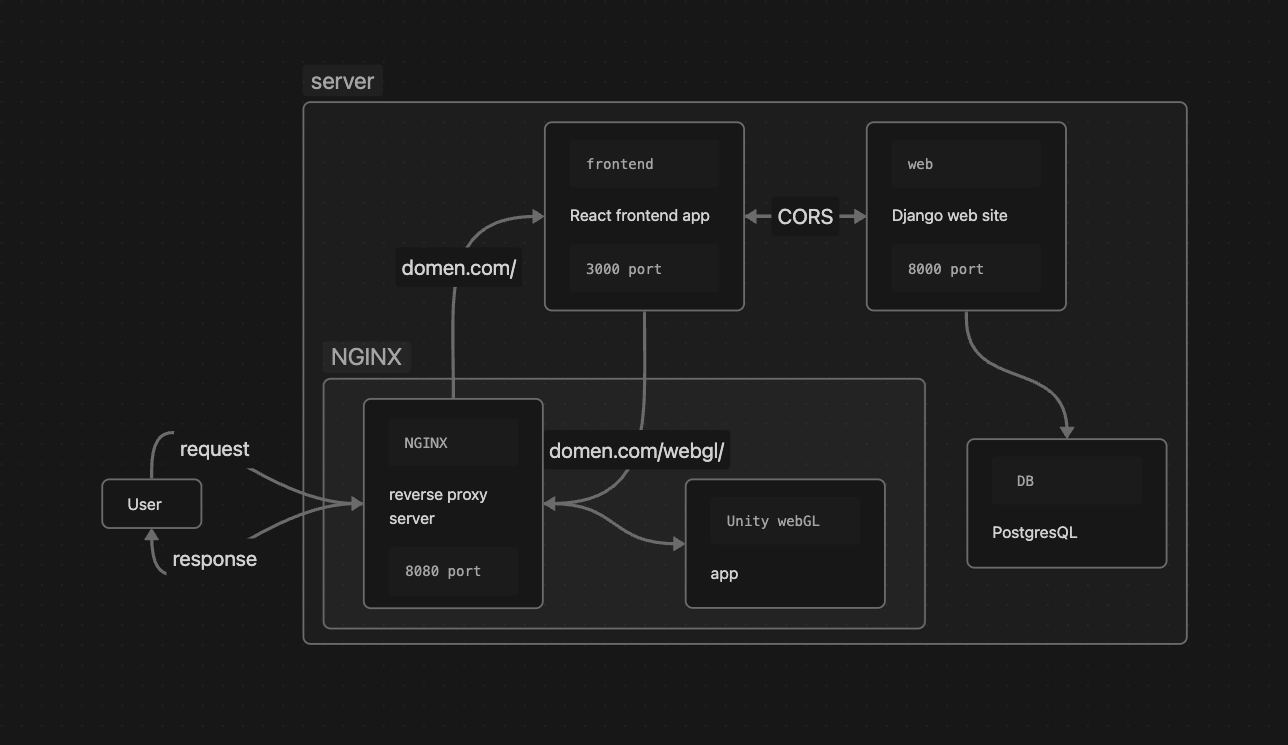 server
frontend
React frontend app
3000 port
CORS
web
Django web site
8000 port
domen.com/
NGINX
NGINX
reverse proxy
server
8080 port
domen.com/webgl/
Unity webGL
app
DB
PostgresQL
request
User
response